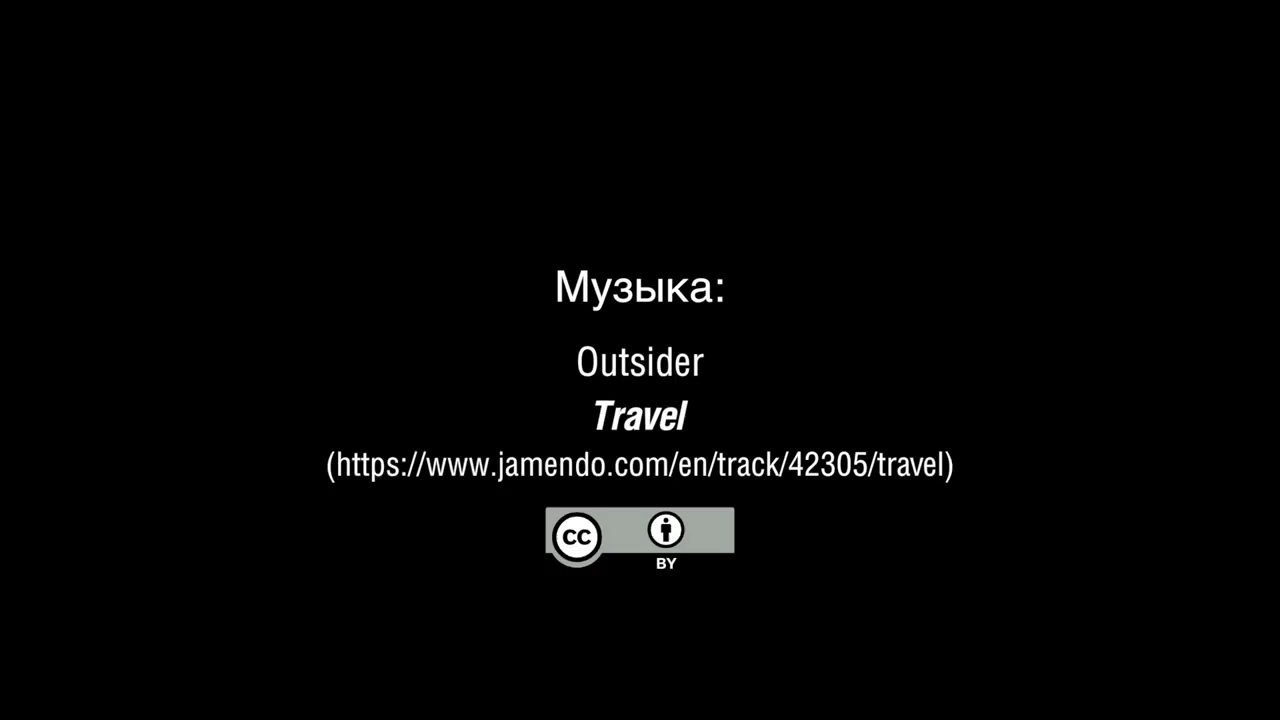 Музыка:
Outsider
Travel
(https://www.jamendo.com/en/track/42305/travel)
CC
BY